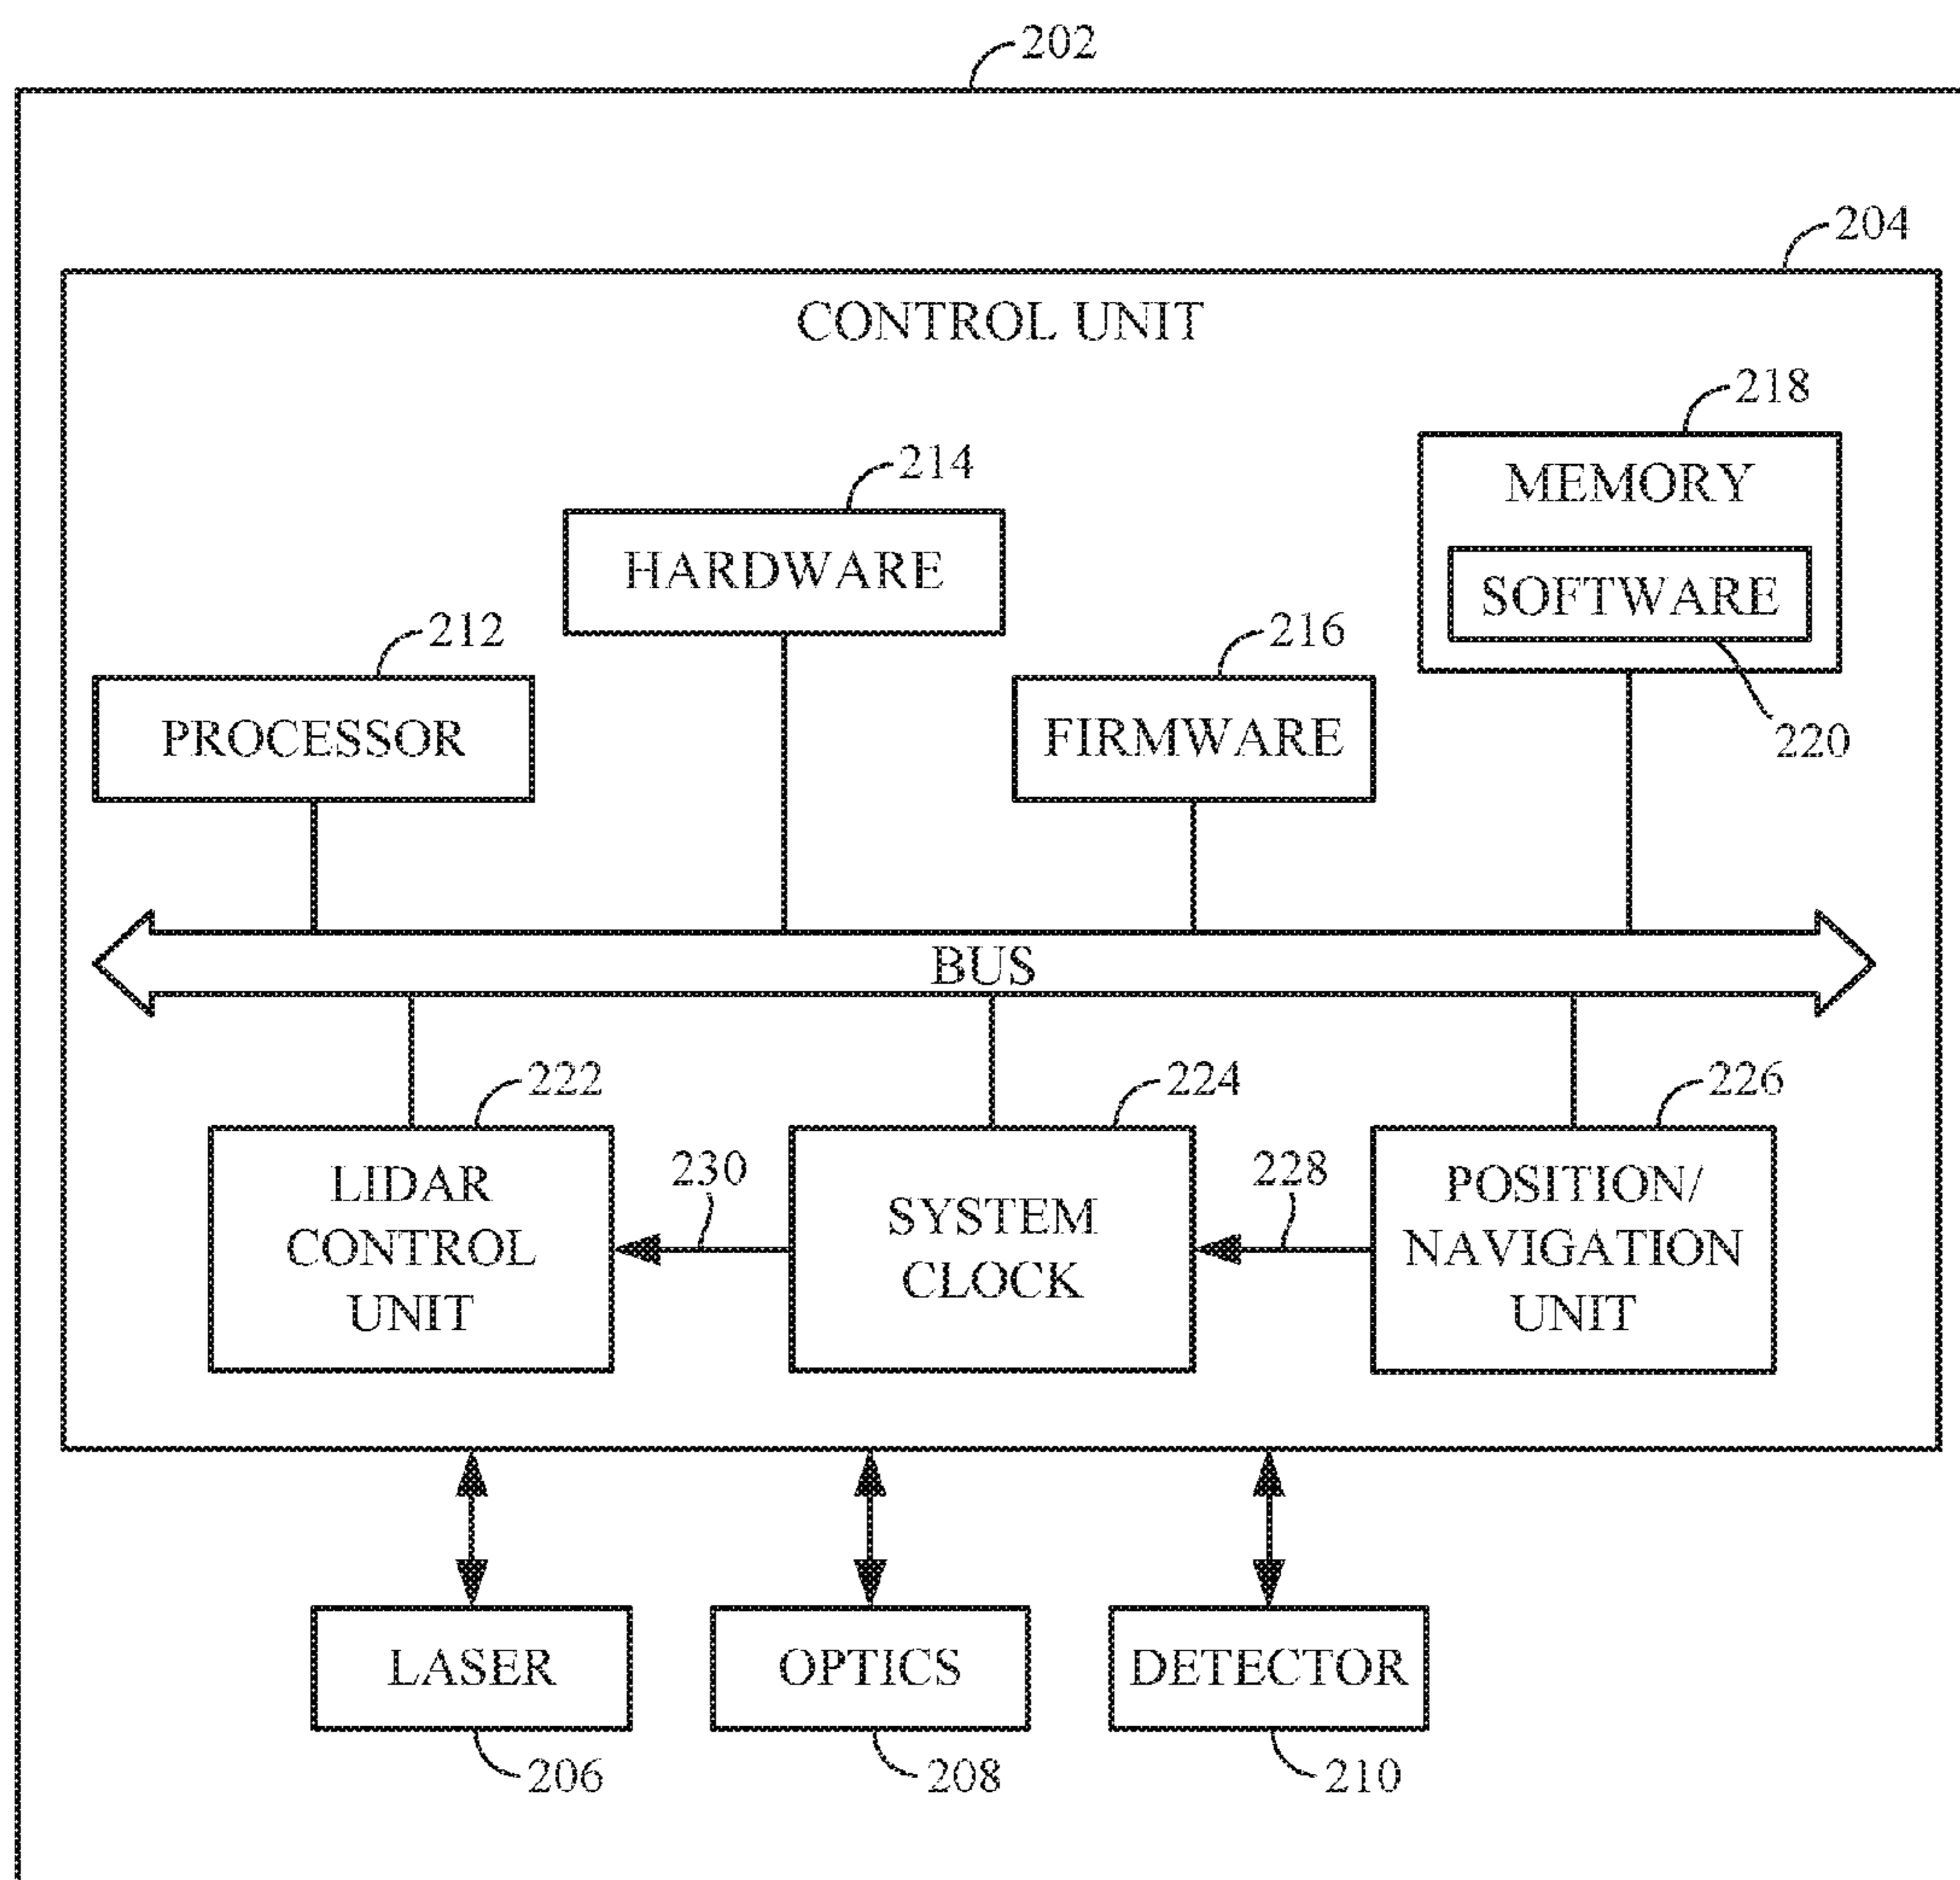 202
204
CONTROL UNIT
218
MEMORY
214
HARDWARE
SOFTWARE
212
216
220
PROCESSOR
FIRMWARE
BUS
222
224
226
LIDAR
CONTROL
UNIT
230
SYSTEM
CLOCK
228
POSITION/
NAVIGATION
UNIT
LASER
OPTICS
DETECTOR
206
208
210